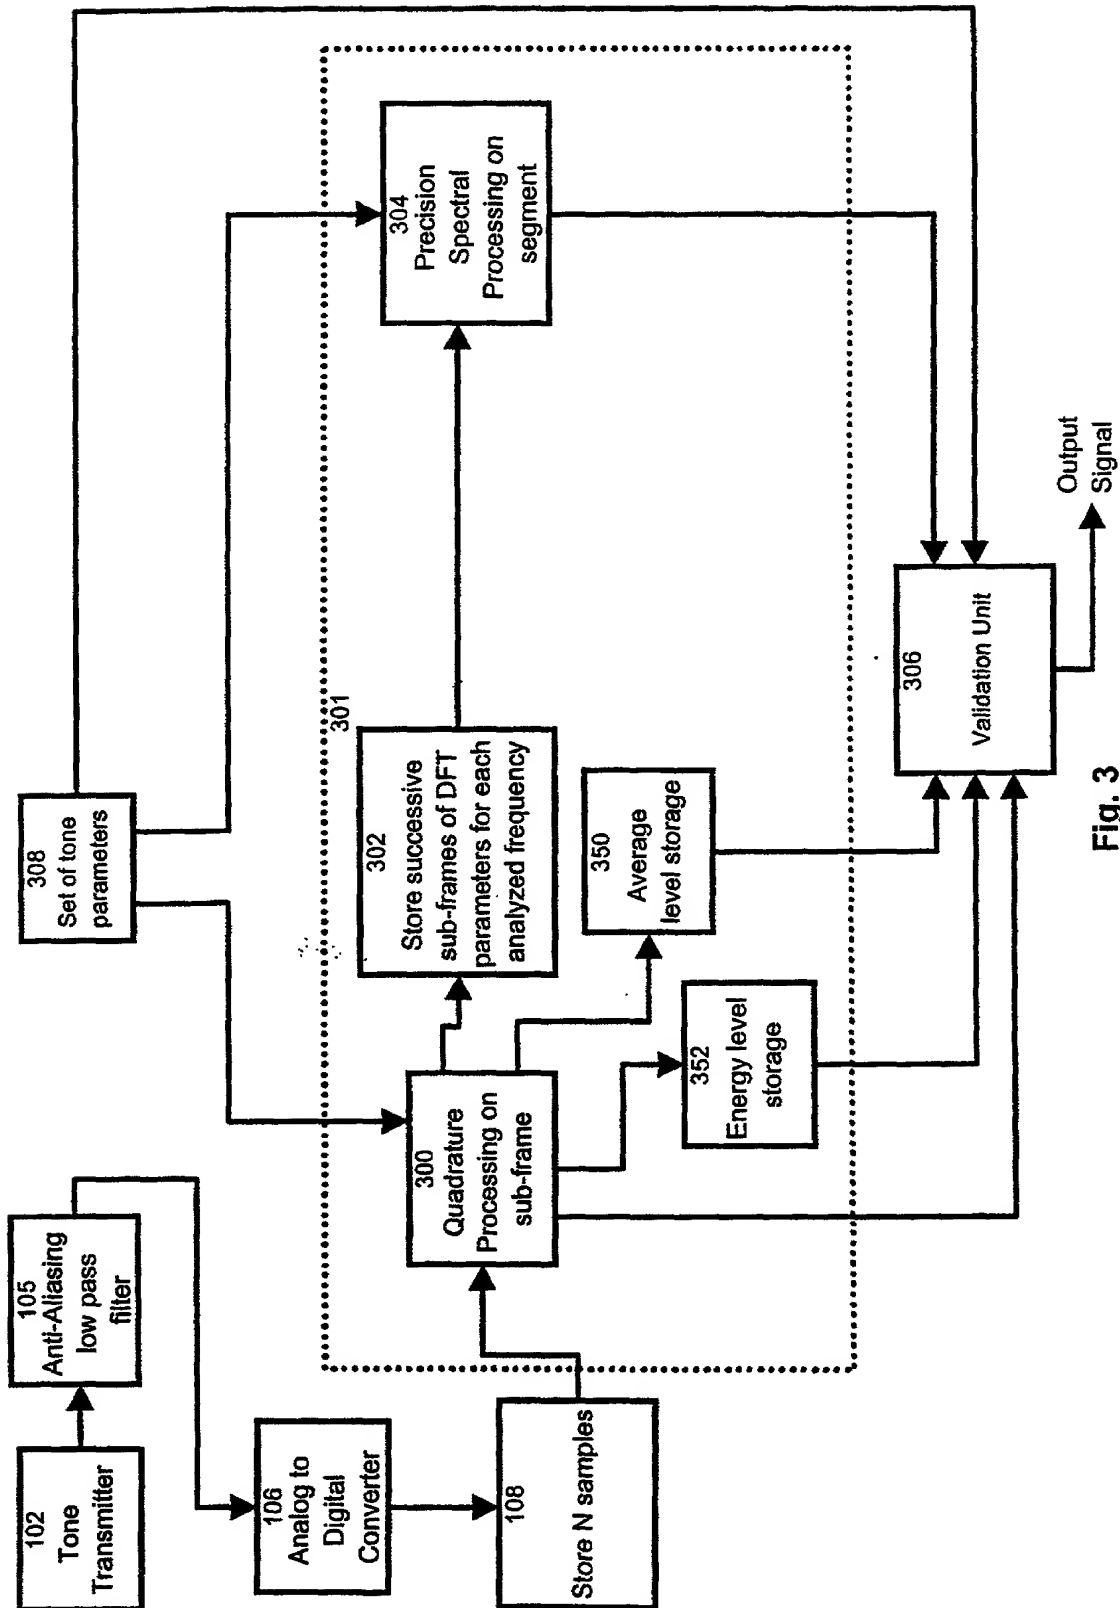 102
Tone
Transmitter
105
Anti-Aliasing
low pass
filter
106
Analog to
Digital
Converter
108
Store N samples
308
Set of tone
parameters
301
300
Quadrature
Processing on
sub-frame
302
Store successive
sub-frames of DFT
parameters for each
analyzed frequency
304
Precision
Spectral
Processing on
segment
350
Average
level storage
352
Energy level
storage
306
Validation Unit
Output
Signal
Fig. 3